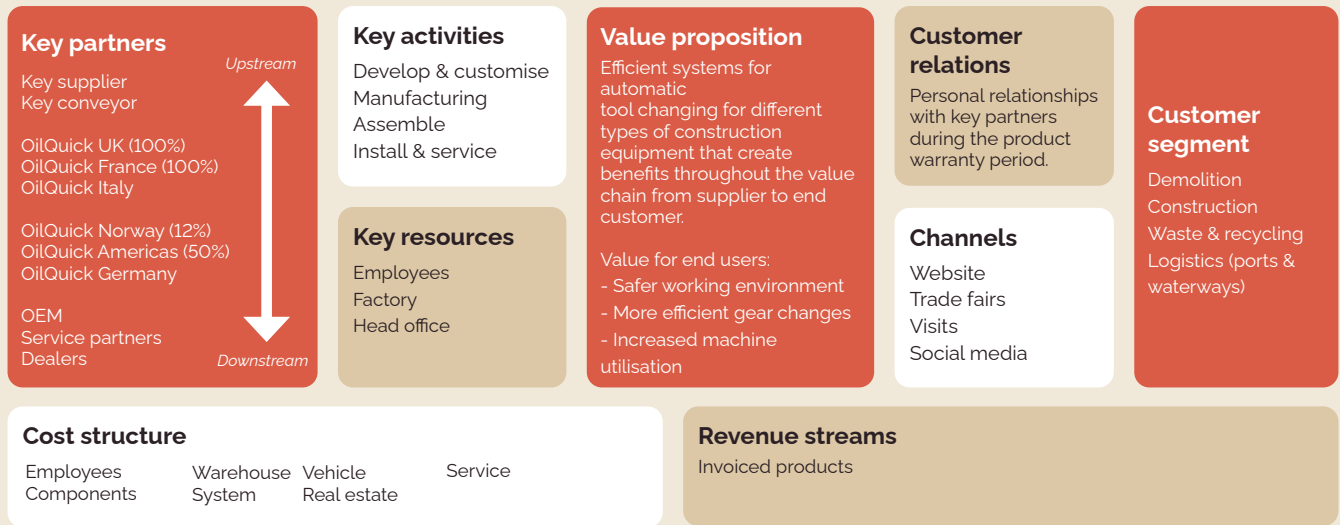 Key partners
Upstream
Key supplier
Key conveyor
OilQuick UK (100%)
OilQuick France (100%)
OilQuick Italy
OilQuick Norway (12%)
OilQuick Americas (50%)
OilQuick Germany
OEM
Service partners
Dealers
Downstream
Key activities
Develop & customise
Manufacturing
Assemble
Install & service
Key resources
Employees
Factory
Head office
Value proposition
Efficient systems for
automatic
tool changing for different
types of construction
equipment that create
benefits throughout the value
chain from supplier to end
customer.
Value for end users:
- Safer working environment
- More efficient gear changes
- Increased machine
utilisation
Customer
relations
Personal relationships
with key partners
during the product
warranty period.
Channels
Website
Trade fairs
Visits
Social media
Customer
segment
Demolition
Construction
Waste & recycling
Logistics (ports &
waterways)
Cost structure
Employees
Components
Warehouse
System
Vehicle
Real estate
Service
Revenue streams
Invoiced products